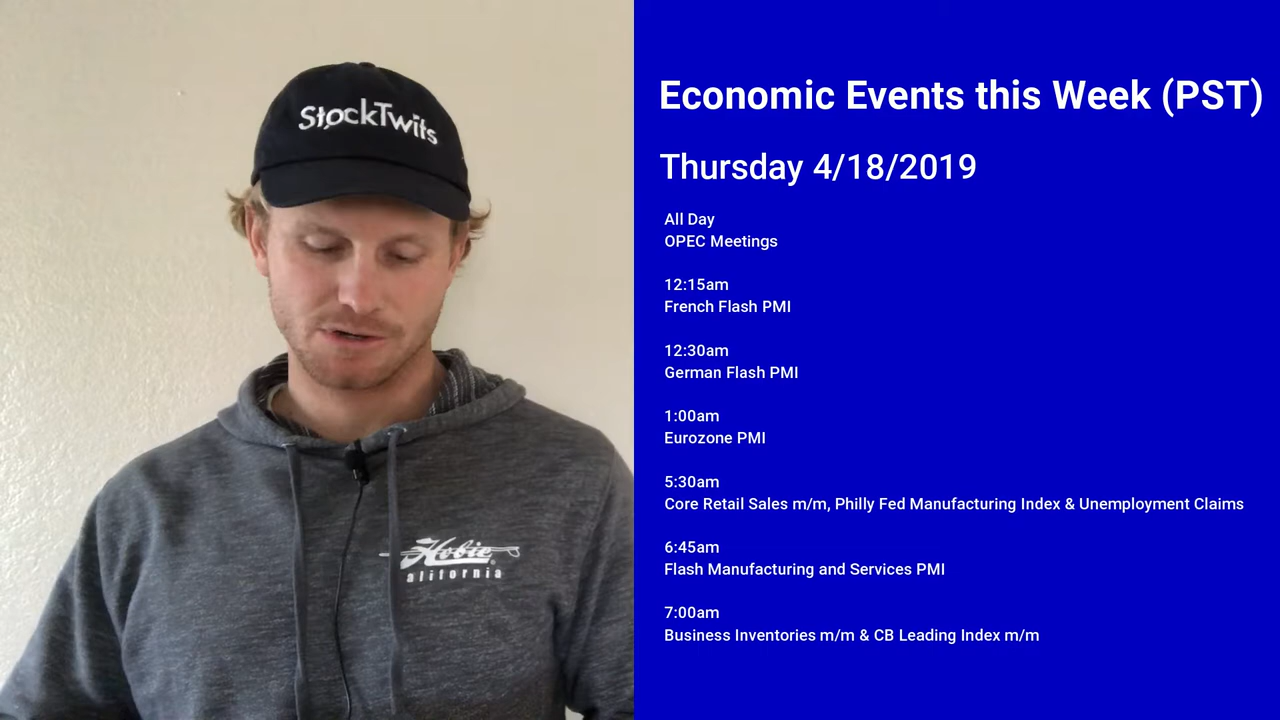 StockTwits
Hobie
alifornia
Economic Events this Week (PST)
Thursday 4/18/2019
All Day
OPEC Meetings
12:15am
French Flash PMI
12:30am
German Flash PMI
1:00am
Eurozone PMI
5:30am
Core Retail Sales m/m, Philly Fed Manufacturing Index & Unemployment Claims
6:45am
Flash Manufacturing and Services PMI
7:00am
Business Inventories m/m & CB Leading Index m/m